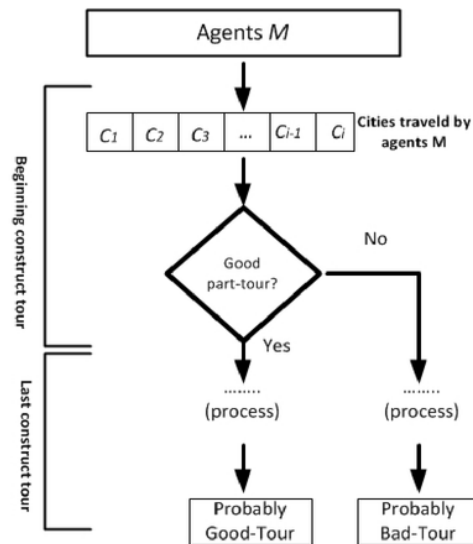 Agents M
Beginning construct tour
C1 C2 C3 ... Ci-1 Ci
Cities traveld by
agents M
Good
part-tour?
No
Yes
Last construct tour
........
(process)
........
(process)
Probably
Good-Tour
Probably
Bad-Tour